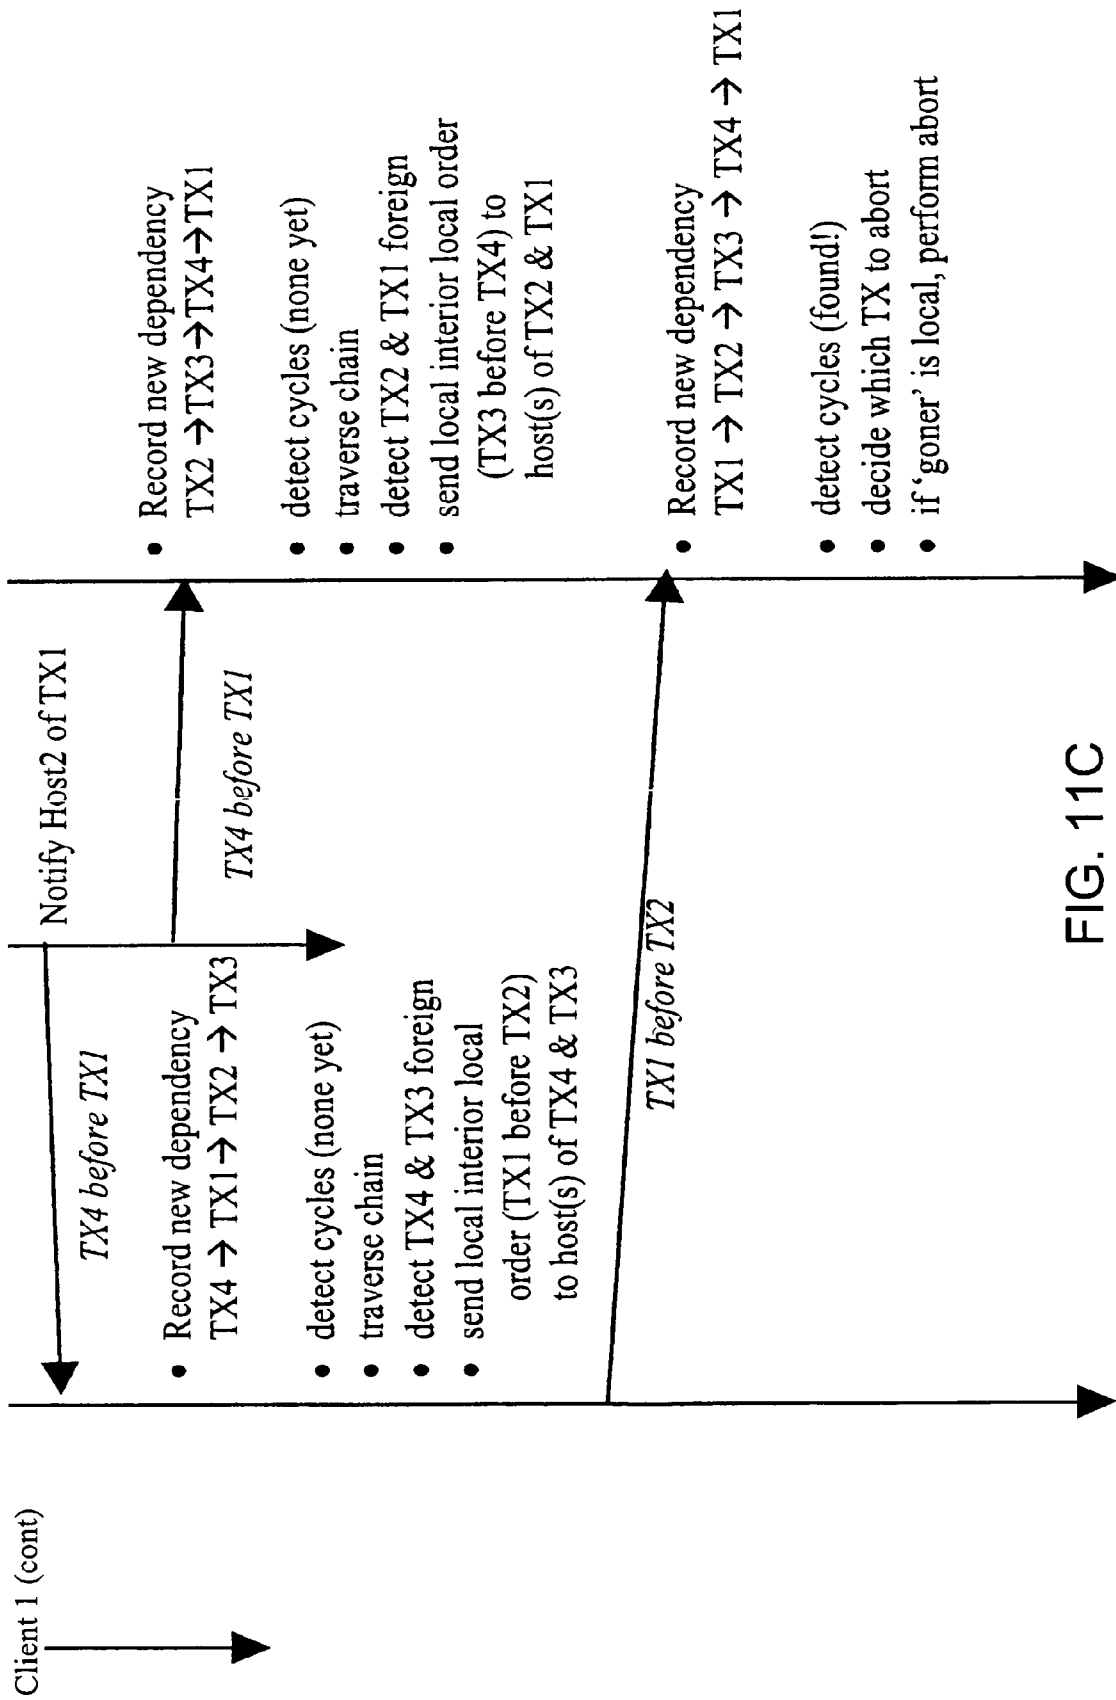 Client 1 (cont)
Notify Host2 of TX1
TX4 before TX1
• Record new dependency
TX4 → TX1→ TX2 → TX3
• detect cycles (none yet)
• traverse chain
• detect TX4 & TX3 foreign
• send local interior local
order (TX1 before TX2)
to host(s) of TX4 & TX3
TX4 before TX1
TX1 before TX2
• Record new dependency
TX2 →TX3→TX4→TX1
• detect cycles (none yet)
• traverse chain
• detect TX2 & TX1 foreign
• send local interior local order
(TX3 before TX4) to
host(s) of TX2 & TX1
• Record new dependency
TX1 → TX2 → TX3 → TX4 → TX1
• detect cycles (found!)
• decide which TX to abort
• if ‘goner’ is local, perform abort
FIG. 11C